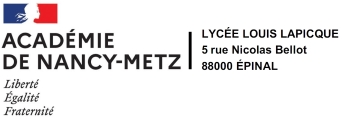 ACADÉMIE
DE NANCY-METZ
Liberté
Égalité
Fraternité
LYCÉE LOUIS LAPICQUE
5 rue Nicolas Bellot
88000 ÉPINAL